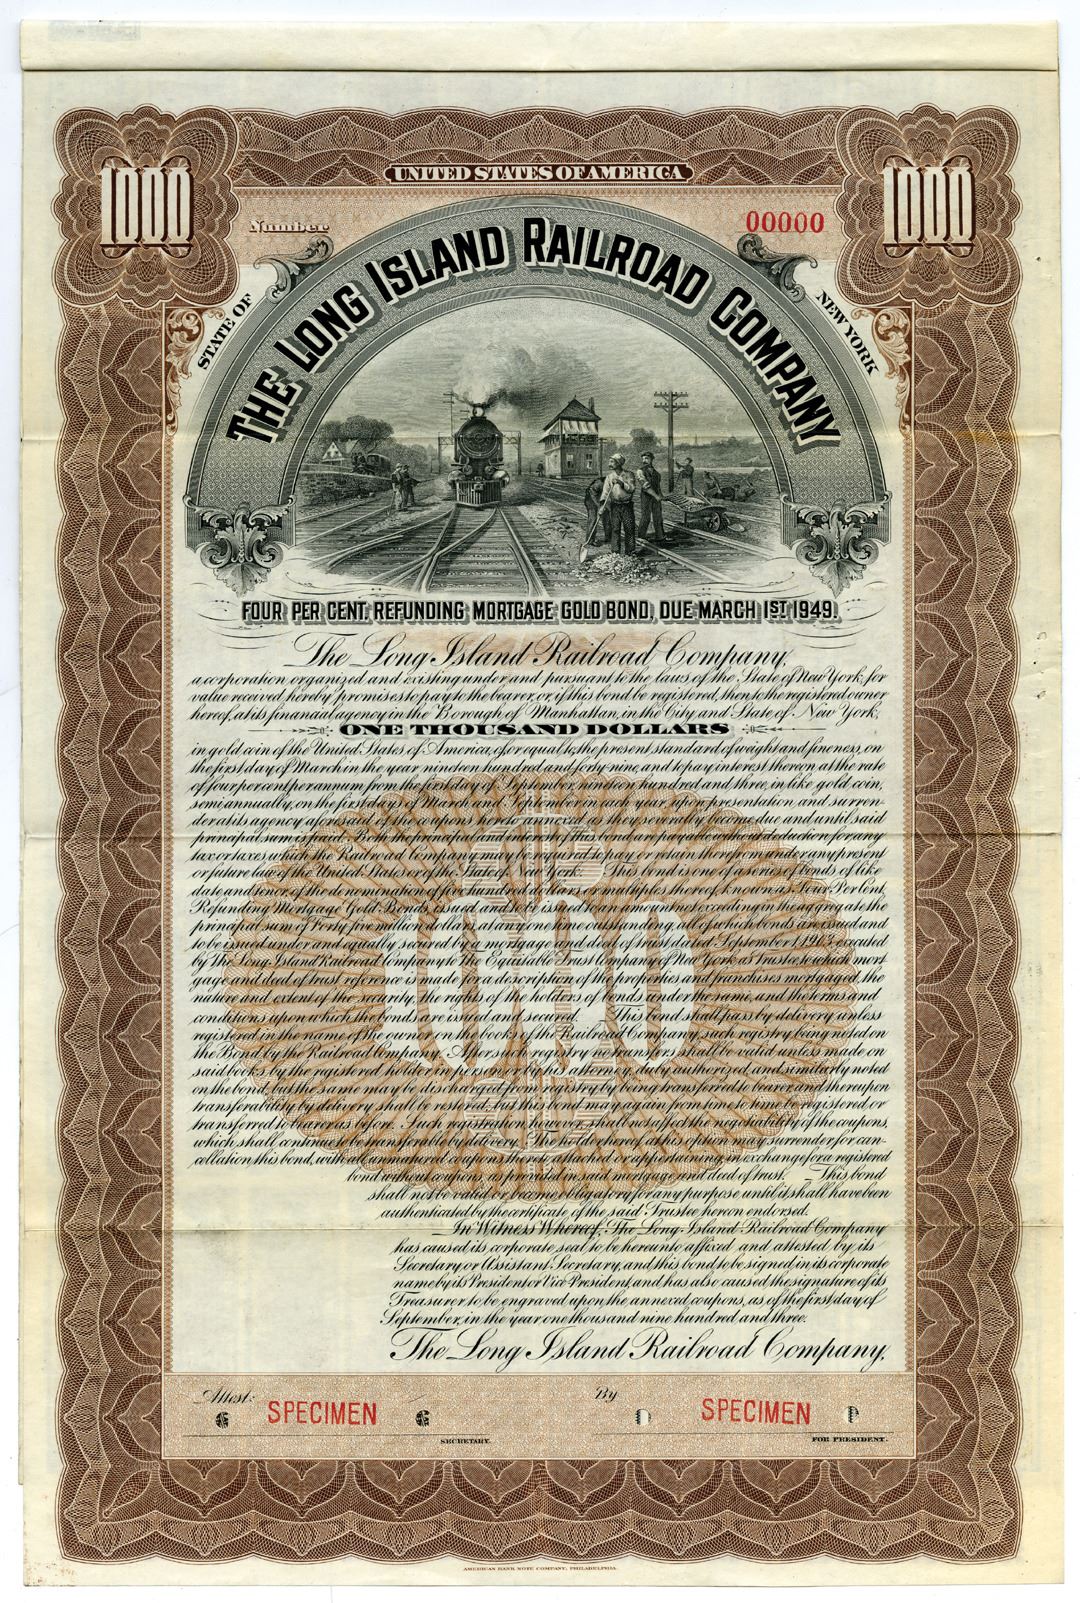 UNITED STATES OF AMERICA
1000
1000
Number
00000
STATE OF
NEW YORK
THE LONG ISLAND RAILROAD COMPANY
FOUR PER CENT. REFUNDING MORTGAGE GOLD BOND, DUE MARCH 1ST 1949.
The Long Island Railroad Company,
a corporation organized and existing under and pursuant to the laws of the State of New York, for
value received, hereby promises to pay to the bearer, or, if this bond be registered, then to the registered owner
hereof, at its financial agency in the Borough of Manhattan, in the City and State of New York,
ONE THOUSAND DOLLARS
in gold coin of the United States of America, of or equal to the present standard of weight and fineness, on
the first day of March in the year nineteen hundred and forty-nine, and to pay interest thereon at the rate
of four per cent per annum from the first day of September, nineteen hundred and three, in like gold coin,
semi annually, on the first days of March and September in each year, upon presentation and surren-
der at its agency aforesaid of the coupons hereto annexed as they severally become due and until said
principal sum is paid. Both the principal and interest of this bond are payable without deduction for any
tax or taxes which the Railroad Company may be required to pay or retain therefrom under any present
or future law of the United States or of the State of New York. This bond is one of a series of bonds of like
date and tenor, of the denomination of five hundred dollars, or multiples thereof, known as Four Per Cent.
Refunding Mortgage Gold Bonds, issued and to be issued to an amount not exceeding in the aggregate the
principal sum of Forty five million dollars, at any one time outstanding, all of which bonds are issued and
to be issued under and equally secured by a mortgage and deed of trust dated September 1, 1903, executed
by The Long Island Railroad Company to The Equitable Trust Company of New York as Trustee, to which mort
gage and deed of trust reference is made for a description of the properties and franchises mortgaged, the
nature and extent of the security, the rights of the holders of bonds under the same, and the terms and
conditions upon which the bonds are issued and secured. This bond shall pass by delivery unless
registered in the name of the owner on the books of the Railroad Company, such registry being noted on
the Bond by the Railroad Company. After such registry no transfers shall be valid unless made on
said books by the registered holder in person or by his attorney, duly authorized, and similarly noted
on the bond, but the same may be discharged from registry by being transferred to bearer and thereupon
transferability by delivery shall be restored, but this bond may again from time to time be registered or
transferred to bearer as before. Such registration however shall not affect the negotiability of the coupons,
which shall continue to be transferable by delivery. The holder hereof at his option may surrender for can-
cellation this bond, with all unmatured coupons thereto attached or appertaining in exchange for a registered
bond without coupons, as provided in said mortgage and deed of trust. This bond
shall not be valid or become obligatory for any purpose until it shall have been
authenticated by the certificate of the said Trustee hereon endorsed.
In Witness Whereof, The Long Island Railroad Company
has caused its corporate seal to be hereunto affixed and attested by its
Secretary or Assistant Secretary, and this bond to be signed in its corporate
name by its President or Vice President, and has also caused the signature of its
Treasurer to be engraved upon the annexed coupons, as of the first day of
September, in the year one thousand nine hundred and three.
The Long Island Railroad Company,
Attest:
SPECIMEN
SECRETARY.
By
SPECIMEN
FOR PRESIDENT.
AMERICAN BANK NOTE COMPANY, PHILADELPHIA.